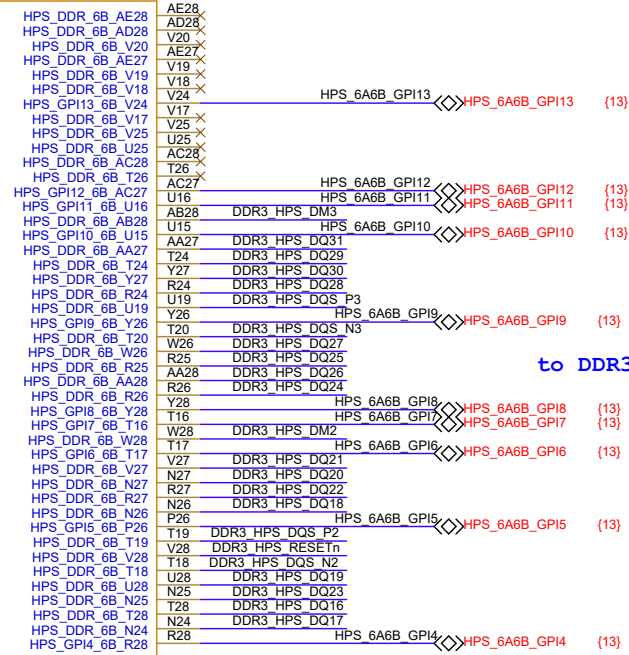 HPS_DDR_6B_AE28 AE28
HPS_DDR_6B_AD28 AD28
HPS_DDR_6B_V20 V20
HPS_DDR_6B_AE27 AE27
HPS_DDR_6B_V19 V19
HPS_DDR_6B_V18 V18
HPS_GPI13_6B_V24 V24 HPS_6A6B_GPI13 HPS_6A6B_GPI13 {13}
HPS_DDR_6B_V17 V17
HPS_DDR_6B_V25 V25
HPS_DDR_6B_U25 U25
HPS_DDR_6B_AC28 AC28
HPS_DDR_6B_T26 T26
HPS_GPI12_6B_AC27 AC27 HPS_6A6B_GPI12 HPS_6A6B_GPI12 {13}
HPS_GPI11_6B_U16 U16 HPS_6A6B_GPI11 HPS_6A6B_GPI11 {13}
HPS_DDR_6B_AB28 AB28 DDR3_HPS_DM3
HPS_GPI10_6B_U15 U15 HPS_6A6B_GPI10 HPS_6A6B_GPI10 {13}
HPS_DDR_6B_AA27 AA27 DDR3_HPS_DQ31
HPS_DDR_6B_T24 T24 DDR3_HPS_DQ29
HPS_DDR_6B_Y27 Y27 DDR3_HPS_DQ30
HPS_DDR_6B_R24 R24 DDR3_HPS_DQ28
HPS_DDR_6B_U19 U19 DDR3_HPS_DQS_P3
HPS_GPI9_6B_Y26 Y26 HPS_6A6B_GPI9 HPS_6A6B_GPI9 {13}
HPS_DDR_6B_T20 T20 DDR3_HPS_DQS_N3
HPS_DDR_6B_W26 W26 DDR3_HPS_DQ27
HPS_DDR_6B_R25 R25 DDR3_HPS_DQ25
to DDR3
HPS_DDR_6B_AA28 AA28 DDR3_HPS_DQ26
HPS_DDR_6B_R26 R26 DDR3_HPS_DQ24
HPS_GPI8_6B_Y28 Y28 HPS_6A6B_GPI8 HPS_6A6B_GPI8 {13}
HPS_GPI7_6B_T16 T16 HPS_6A6B_GPI7 HPS_6A6B_GPI7 {13}
HPS_DDR_6B_W28 W28 DDR3_HPS_DM2
HPS_GPI6_6B_T17 T17 HPS_6A6B_GPI6 HPS_6A6B_GPI6 {13}
HPS_DDR_6B_V27 V27 DDR3_HPS_DQ21
HPS_DDR_6B_N27 N27 DDR3_HPS_DQ20
HPS_DDR_6B_R27 R27 DDR3_HPS_DQ22
HPS_DDR_6B_N26 N26 DDR3_HPS_DQ18
HPS_GPI5_6B_P26 P26 HPS_6A6B_GPI5 HPS_6A6B_GPI5 {13}
HPS_DDR_6B_T19 T19 DDR3_HPS_DQS_P2
HPS_DDR_6B_V28 V28 DDR3_HPS_RESETn
HPS_DDR_6B_T18 T18 DDR3_HPS_DQS_N2
HPS_DDR_6B_U28 U28 DDR3_HPS_DQ19
HPS_DDR_6B_N25 N25 DDR3_HPS_DQ23
HPS_DDR_6B_T28 T28 DDR3_HPS_DQ16
HPS_DDR_6B_N24 N24 DDR3_HPS_DQ17
HPS_GPI4_6B_R28 R28 HPS_6A6B_GPI4 HPS_6A6B_GPI4 {13}